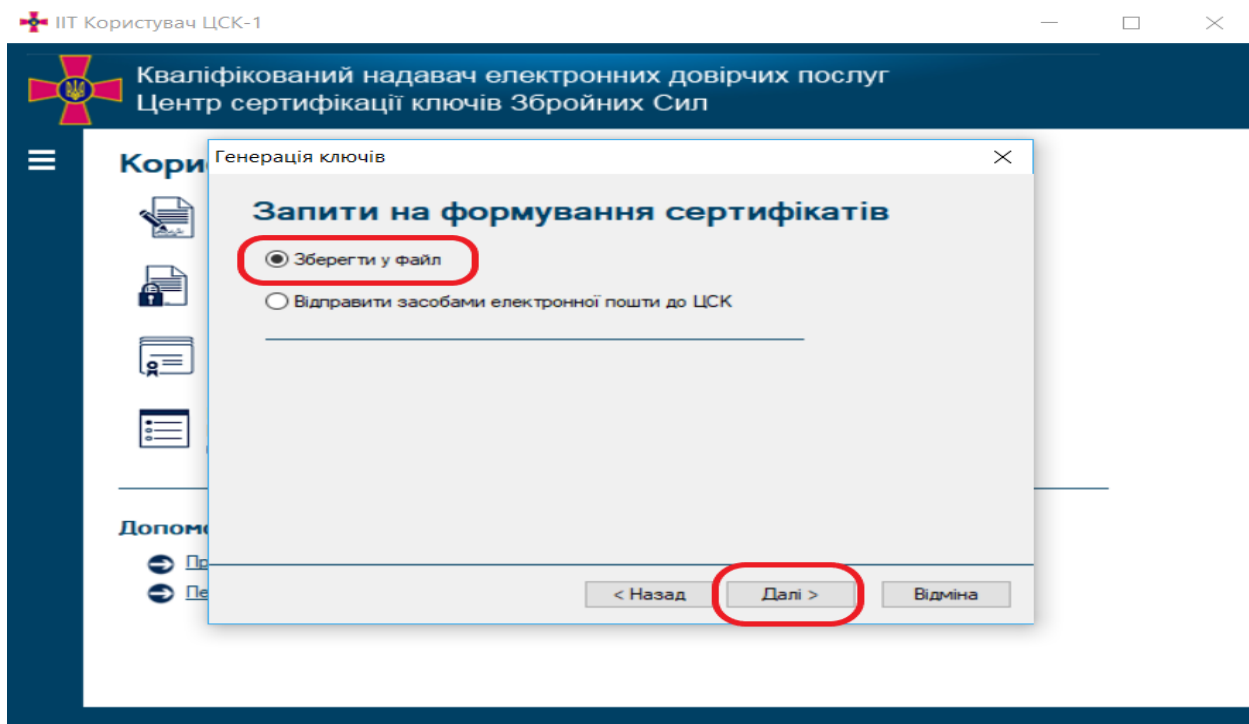 ІІТ Користувач ЦСК-1
Кваліфікований надавач електронних довірчих послуг
Центр сертифікації ключів Збройних Сил
Генерація ключів
Запити на формування сертифікатів
Зберегти у файл
Відправити засобами електронної пошти до ЦСК
< Назад
Далі >
Відміна